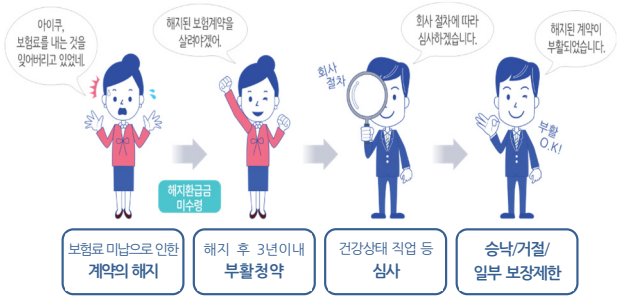 아이쿠,
보험료를 내는 것을
잊어버리고 있었네.
해지된 보험계약을
살려야겠어.
회사 절차에 따라
심사하겠습니다.
해지된 계약이
부활되었습니다.
회사
절차
부활
O.K!
해지환급금
미수령
보험료 미납으로 인한
계약의 해지
해지 후 3년이내
부활청약
건강상태 직업 등
심사
승낙/거절/
일부 보장제한